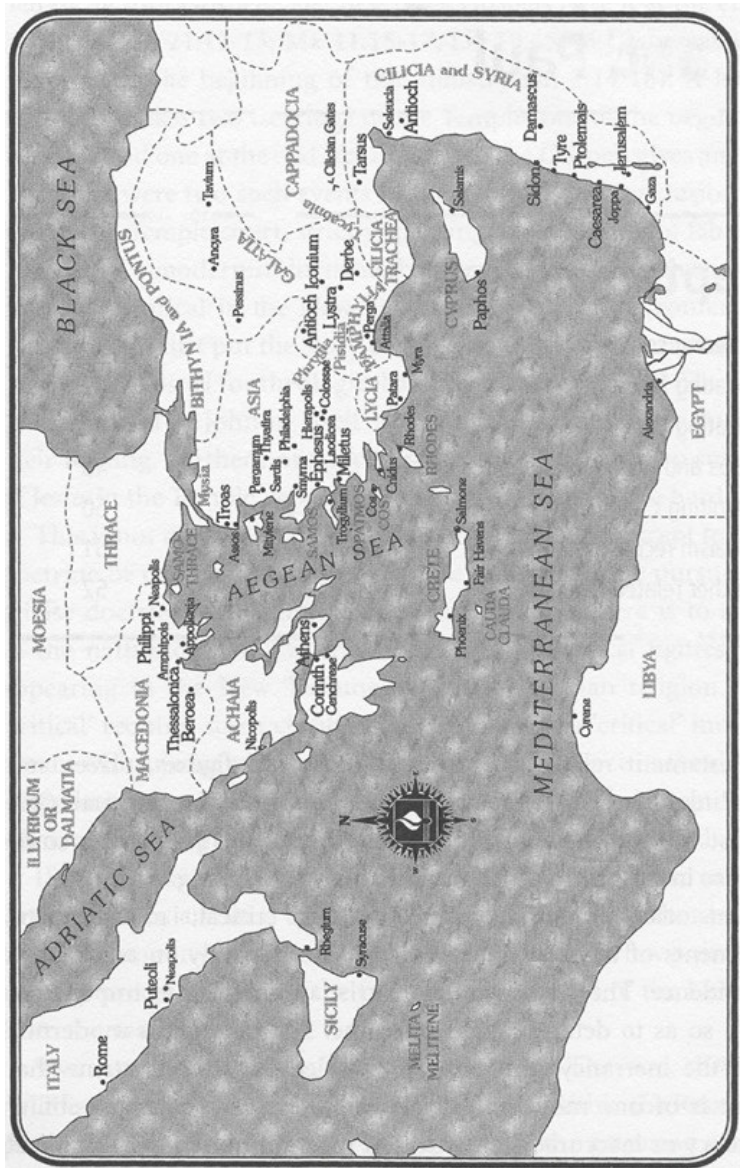 ITALY
Rome
Puteoli
Neapolis
ADRIATIC SEA
ILLYRICUM
OR
DALMATIA
MOESIA
THRACE
BLACK SEA
MACEDONIA
Philippi
Neapolis
Amphipolis
Appollonia
Thessalonica
Beroea
SAMO-
THRACE
ACHAIA
Nicopolis
Athens
Corinth
Cenchreae
AEGEAN SEA
BITHYNIA and PONTUS
Mysia
Troas
Assos
Mitylene
ASIA
Pergamum
Thyatira
Sardis
Philadelphia
Smyrna
Hierapolis
Ephesus
Colossae
Laodicea
Miletus
Trogyllium
SAMOS
PATMOS
COS
Cos
Cnidus
RHODES
Rhodes
GALATIA
Pessinus
Ancyra
Tavium
CAPPADOCIA
Phrygia
Antioch
Iconium
Pisidia
Lystra
Derbe
Lycaonia
Cilician Gates
LYCIA
PAMPHYLIA
Perga
Attalia
Patara
Myra
CILICIA
TRACHEA
Tarsus
CILICIA and SYRIA
Seleucia
Antioch
CYPRUS
Salamis
Paphos
Damascus
Sidon
Tyre
Ptolemais
Caesarea
Joppa
Jerusalem
Gaza
CRETE
Salmone
Phoenix
Fair Havens
CAUDA
CLAUDA
Rhegium
SICILY
Syracuse
MELITA
MELITENE
N
E
S
W
MEDITERRANEAN SEA
Cyrena
LIBYA
Alexandria
EGYPT